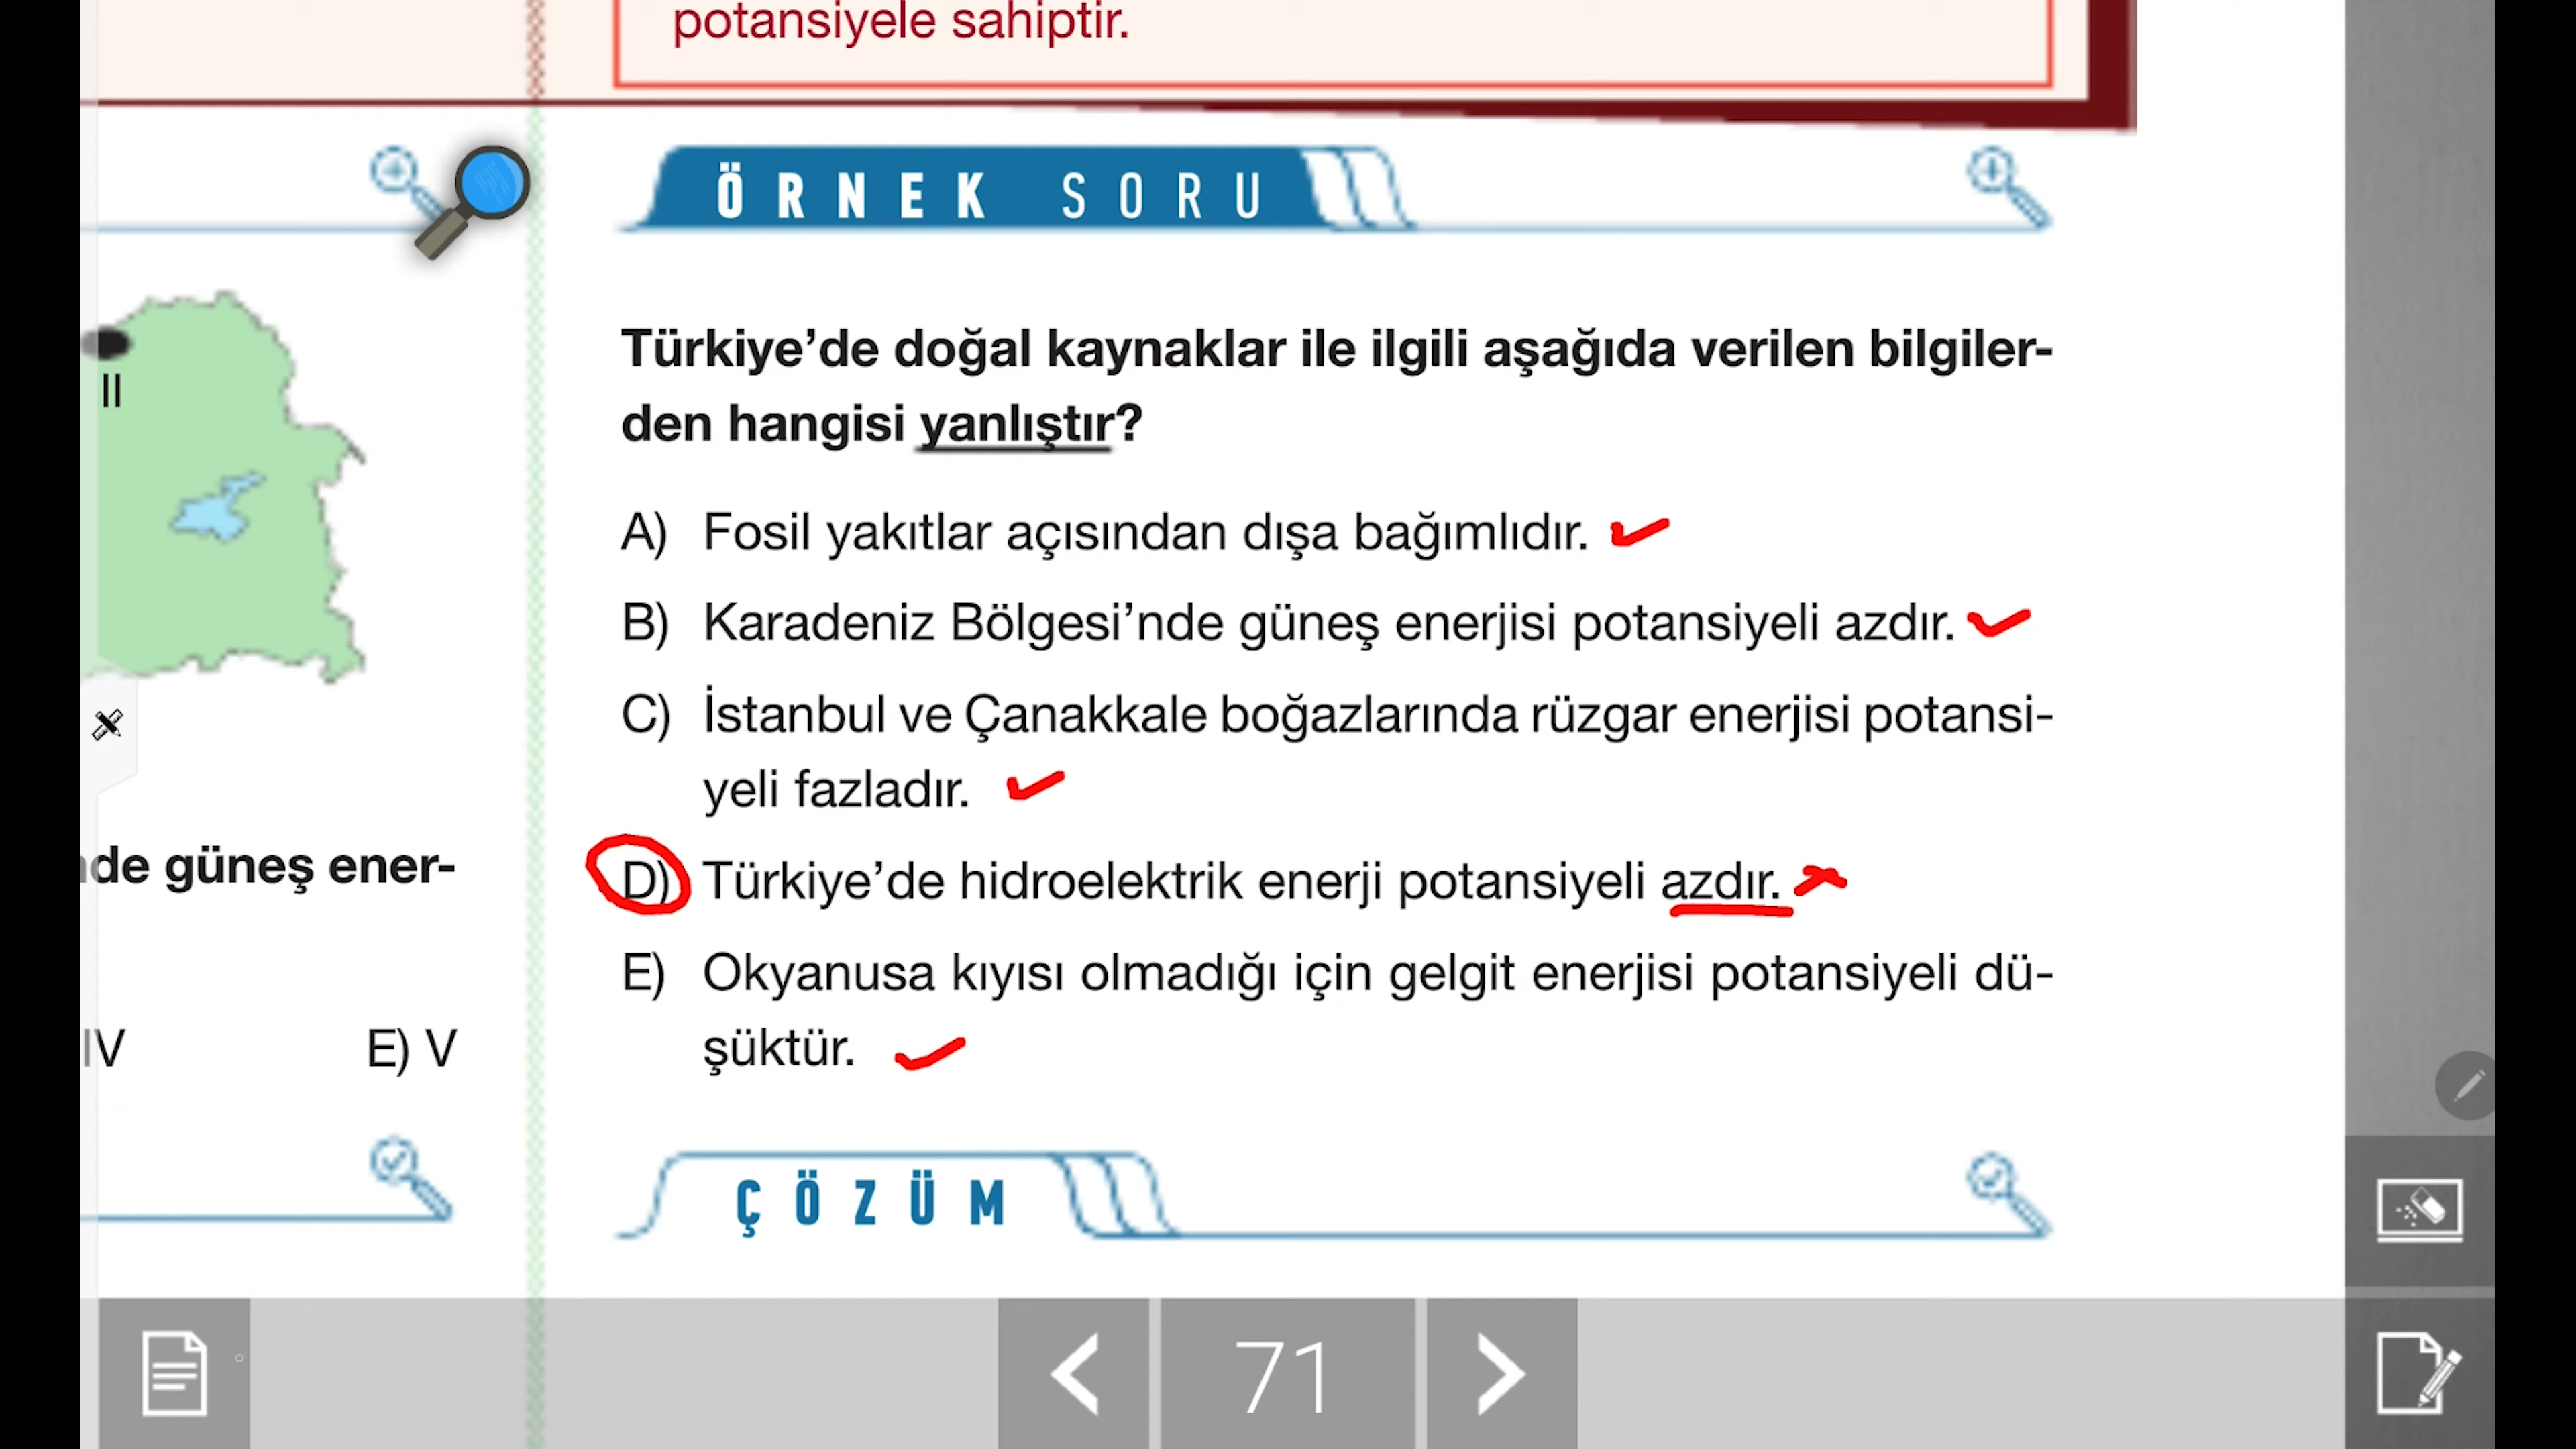 potansiyele sahiptir.
ÖRNEK SORU
II
Türkiye’de doğal kaynaklar ile ilgili aşağıda verilen bilgiler-
den hangisi yanlıştır?
A) Fosil yakıtlar açısından dışa bağımlıdır.
B) Karadeniz Bölgesi’nde güneş enerjisi potansiyeli azdır.
C) İstanbul ve Çanakkale boğazlarında rüzgar enerjisi potansi-
yeli fazladır.
D) Türkiye’de hidroelektrik enerji potansiyeli azdır.
E) Okyanusa kıyısı olmadığı için gelgit enerjisi potansiyeli dü-
şüktür.
de güneş ener-
IV E) V
ÇÖZÜM
71